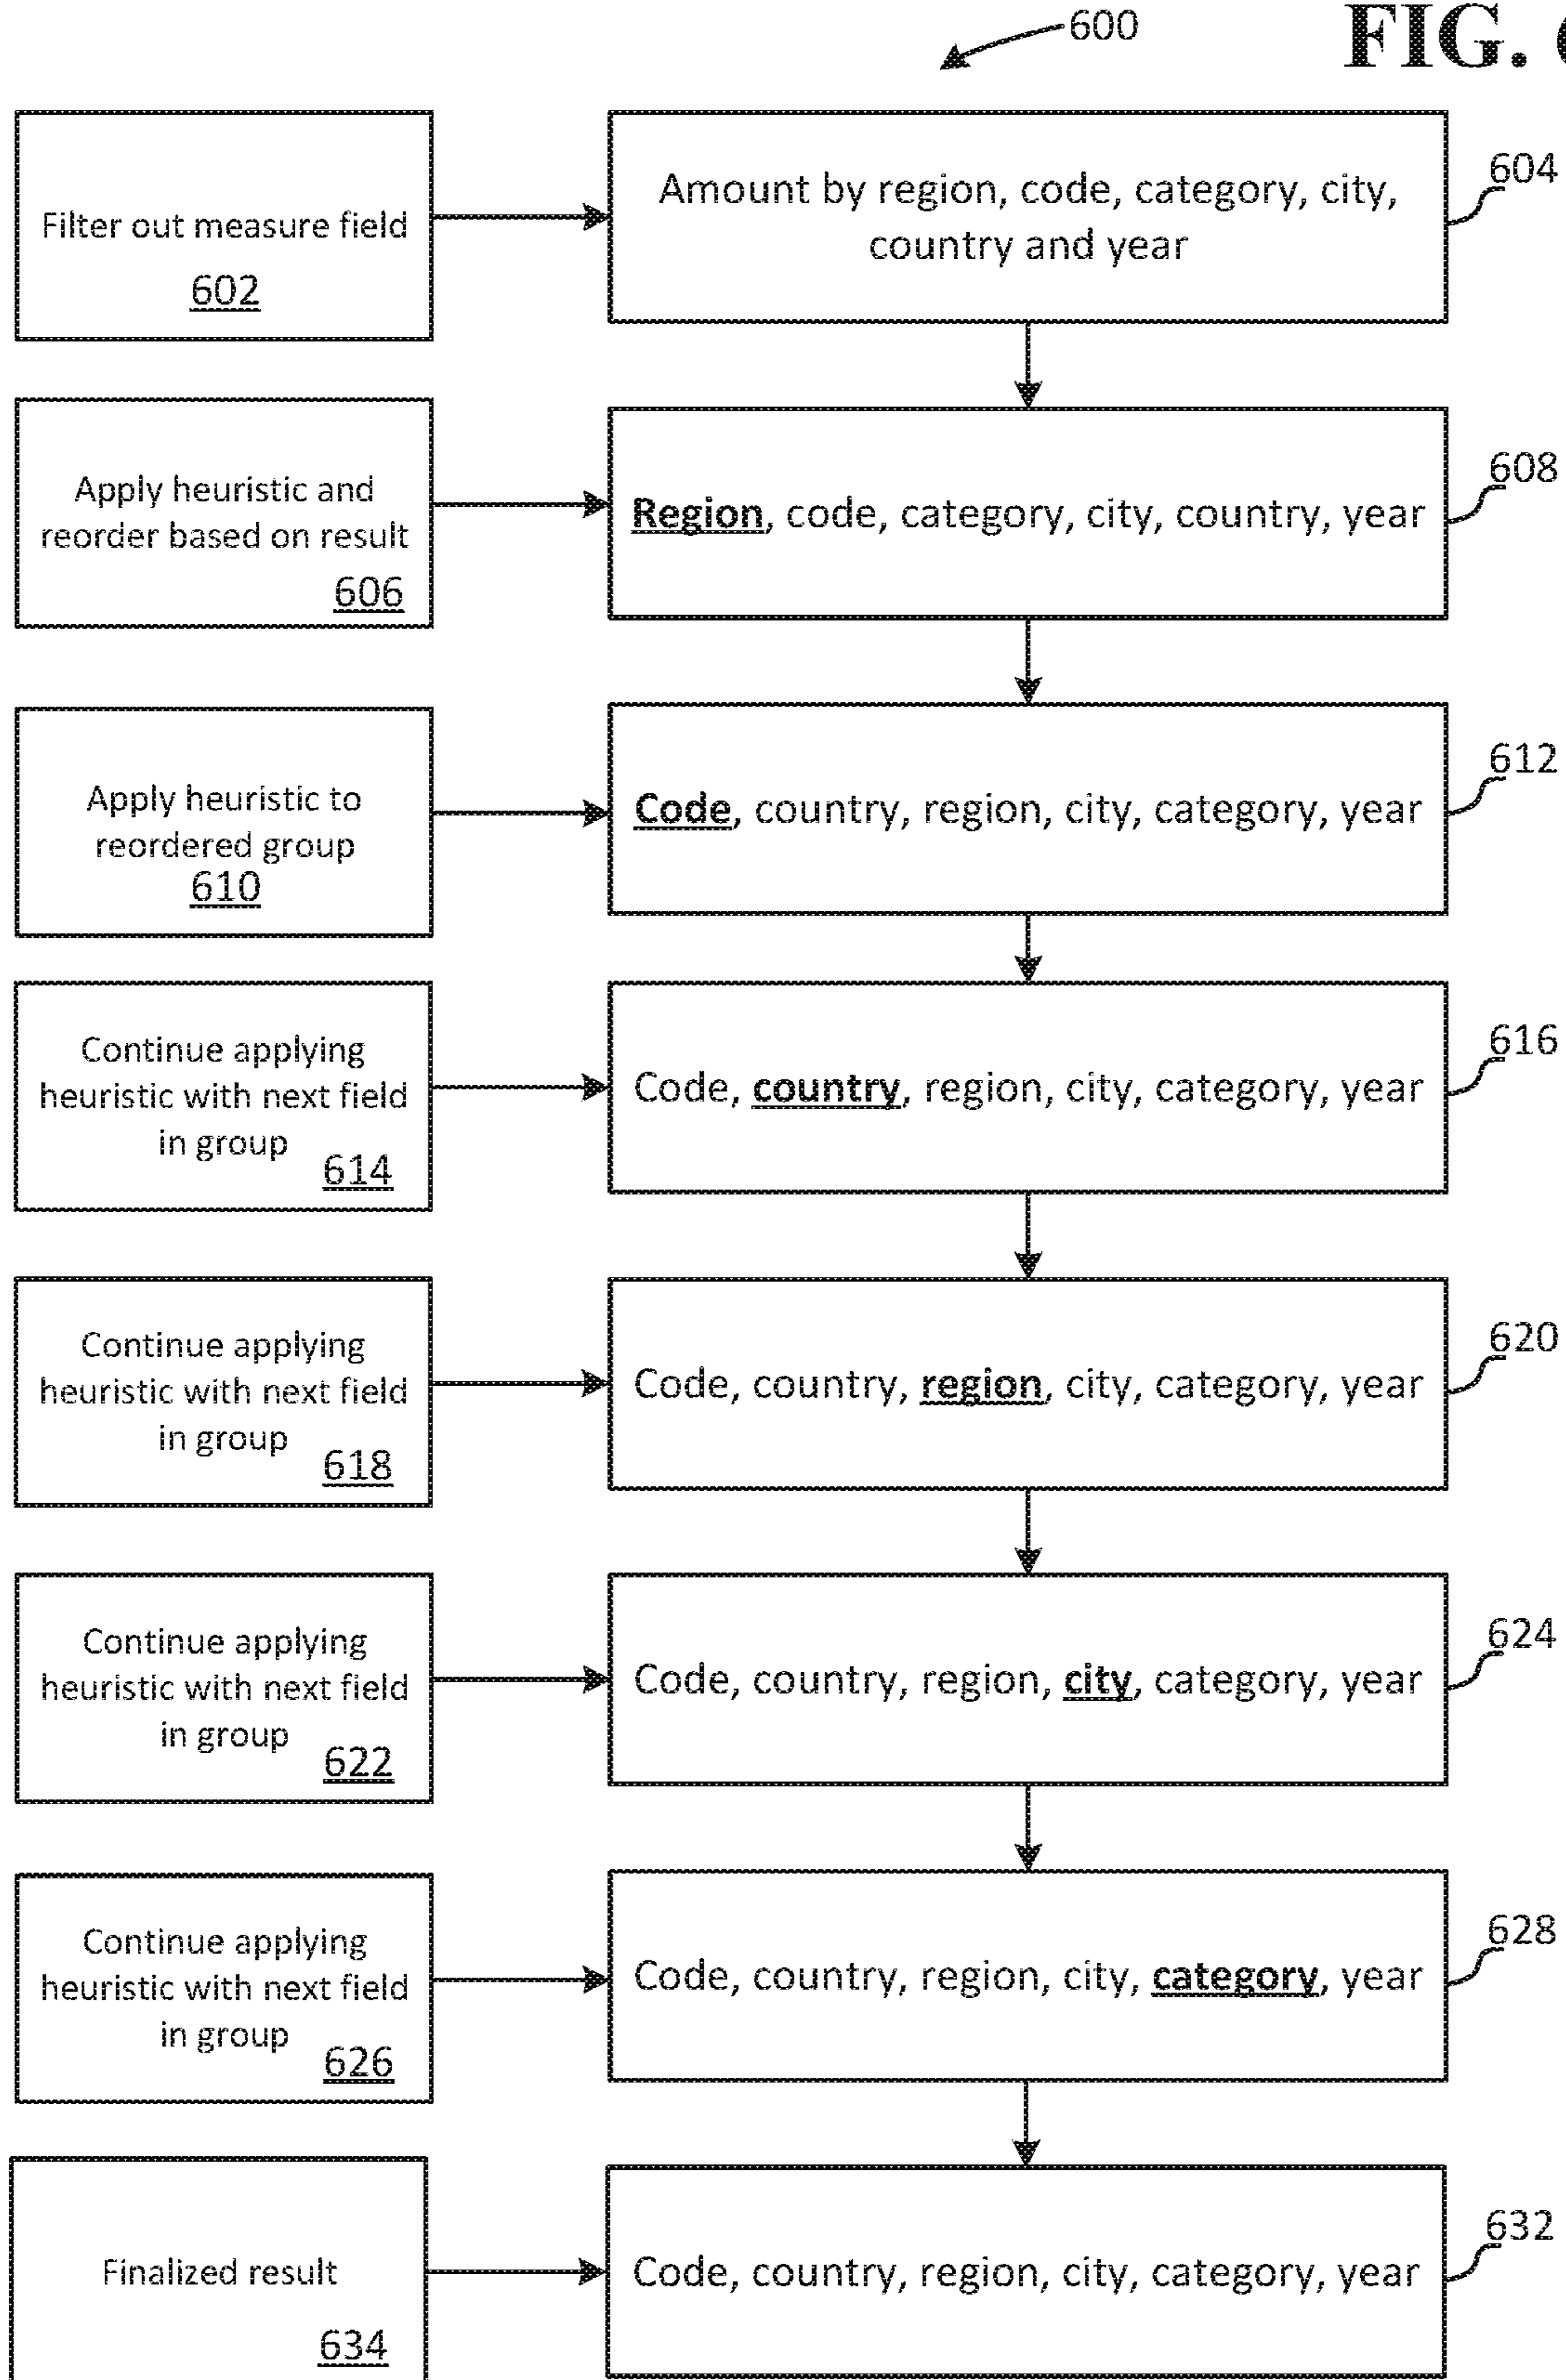 600
FIG. 6
Filter out measure field
602
Amount by region, code, category, city,
country and year
604
Apply heuristic and
reorder based on result
606
Region, code, category, city, country, year
608
Apply heuristic to
reordered group
610
Code, country, region, city, category, year
612
Continue applying
heuristic with next field
in group
614
Code, country, region, city, category, year
616
Continue applying
heuristic with next field
in group
618
Code, country, region, city, category, year
620
Continue applying
heuristic with next field
in group
622
Code, country, region, city, category, year
624
Continue applying
heuristic with next field
in group
626
Code, country, region, city, category, year
628
Finalized result
634
Code, country, region, city, category, year
632